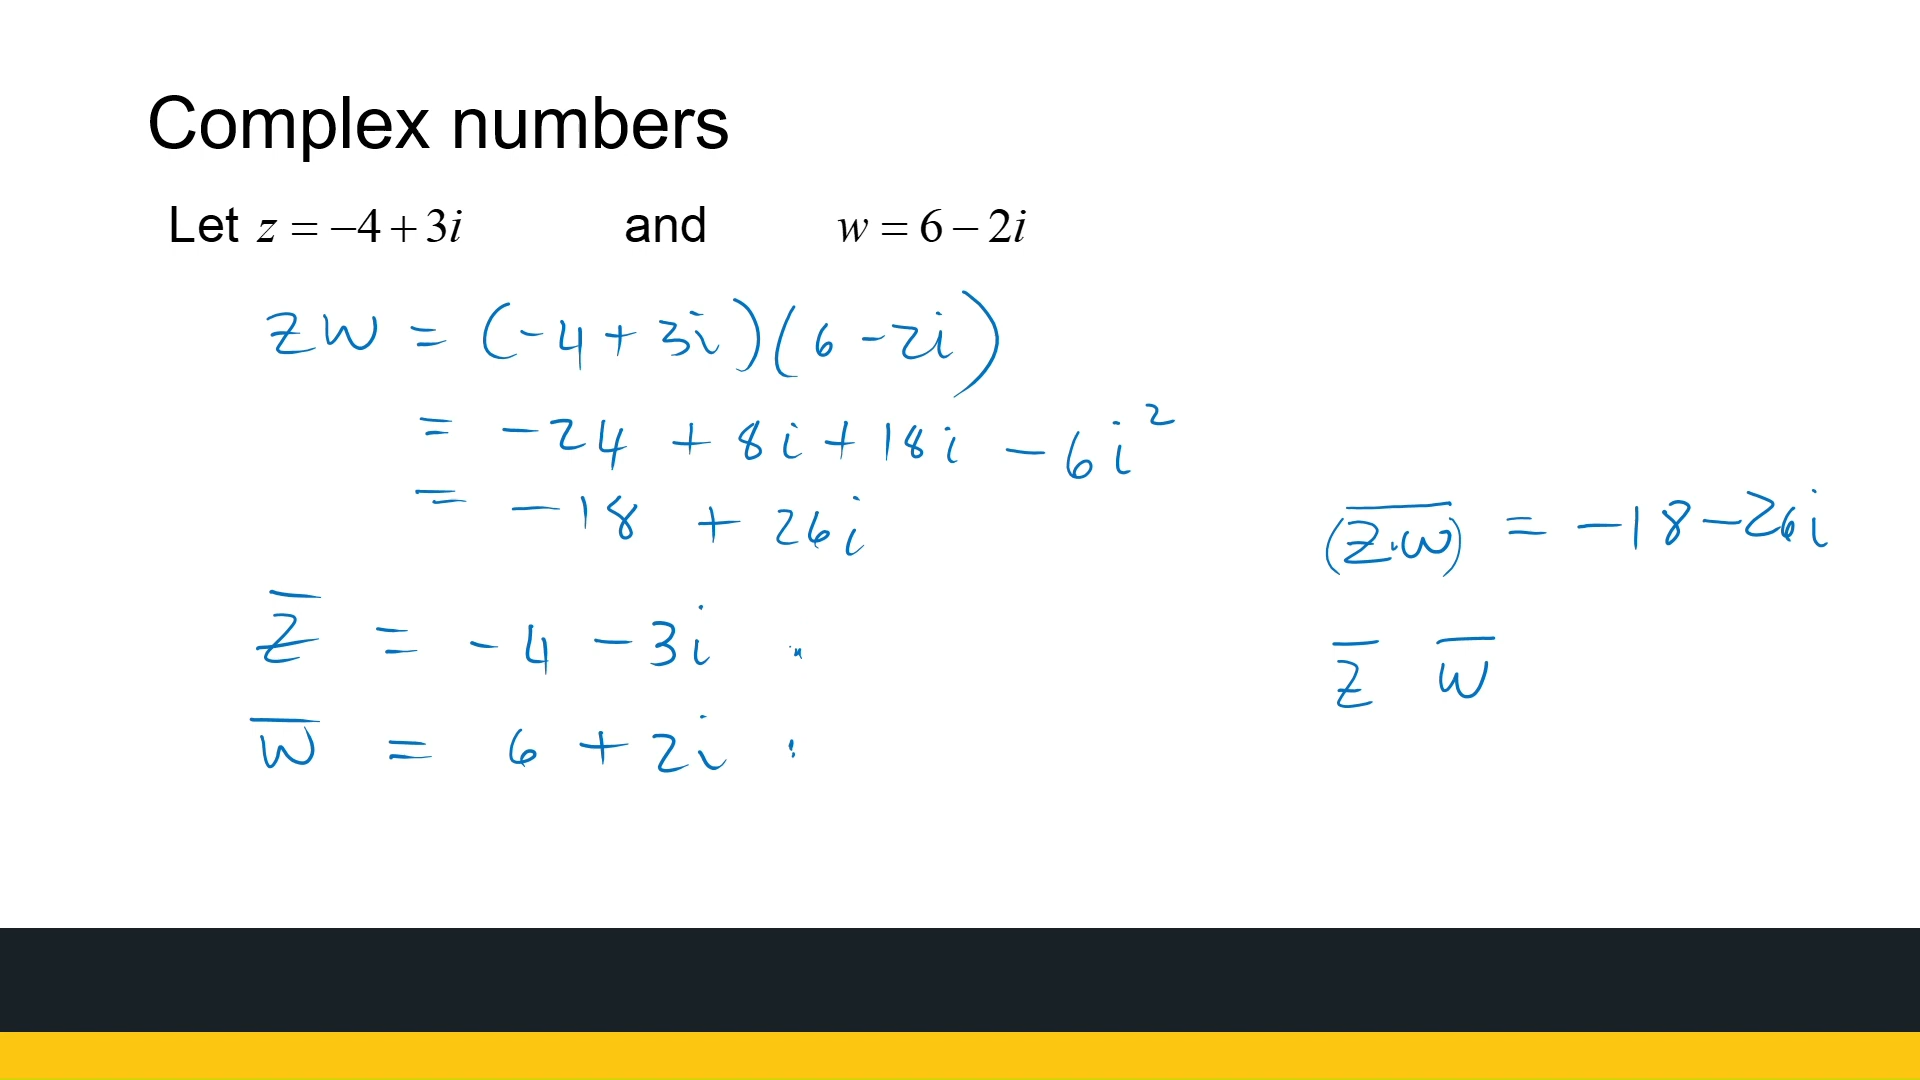 Complex numbers
Let z = −4 + 3i and w = 6 − 2i
zw = (-4 + 3i)(6 - 2i)
= -24 + 8i + 18i - 6i²
= -18 + 26i
z̅ = -4 - 3i
w̅ = 6 + 2i
(z̅·̅w̅) = -18 - 26i
z̅ w̅